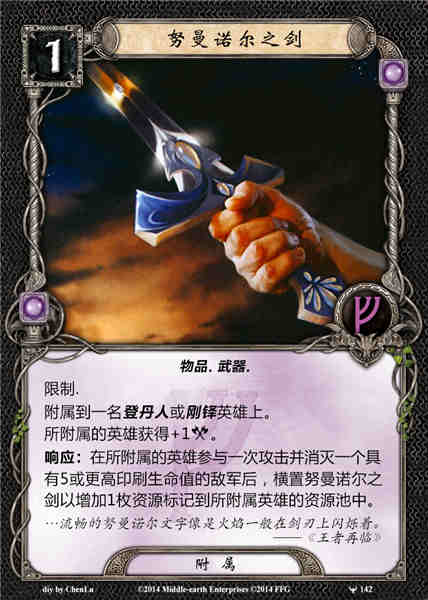 努曼诺尔之剑
1
物品. 武器.
限制.
附属到一名登丹人或刚铎英雄上。
所附属的英雄获得+1。
响应：在所附属的英雄参与一次攻击并消灭一个具
有5或更高印刷生命值的敌军后，横置努曼诺尔之
剑以增加1枚资源标记到所附属英雄的资源池中。
…流畅的努曼诺尔文字像是火焰一般在剑刃上闪烁着。
——《王者再临》
附 属
diy by ChenLu ©2014 Middle-earth Enterprises ©2014 FFG 142